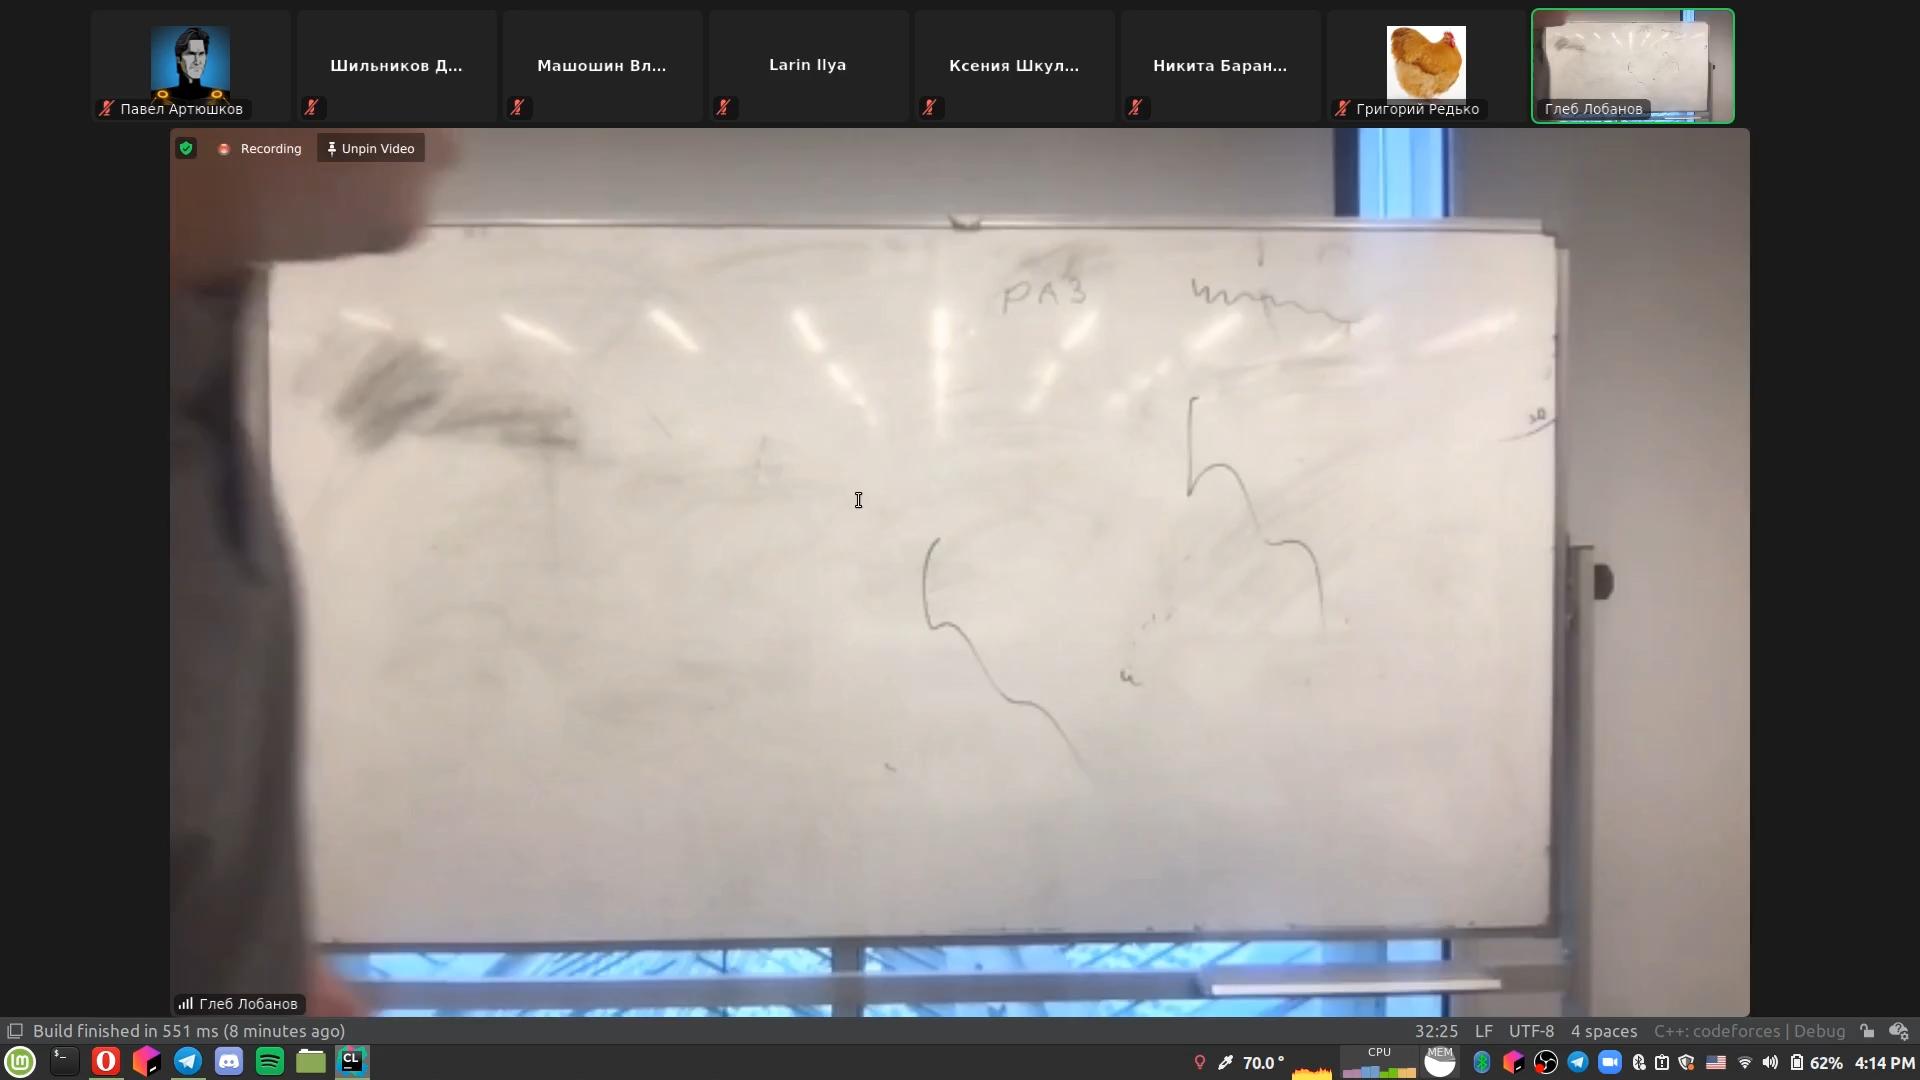 Шильников Д...
Машошин Вл...
Larin Ilya
Ксения Шкул...
Никита Баран...
Павел Артюшков
Григорий Редько
Глеб Лобанов
Recording
Unpin Video
РАЗ
Глеб Лобанов
Build finished in 551 ms (8 minutes ago)
32:25 LF UTF-8 4 spaces C++: codeforces | Debug
CL
70.0°
CPU
MEM
62%
4:14 PM